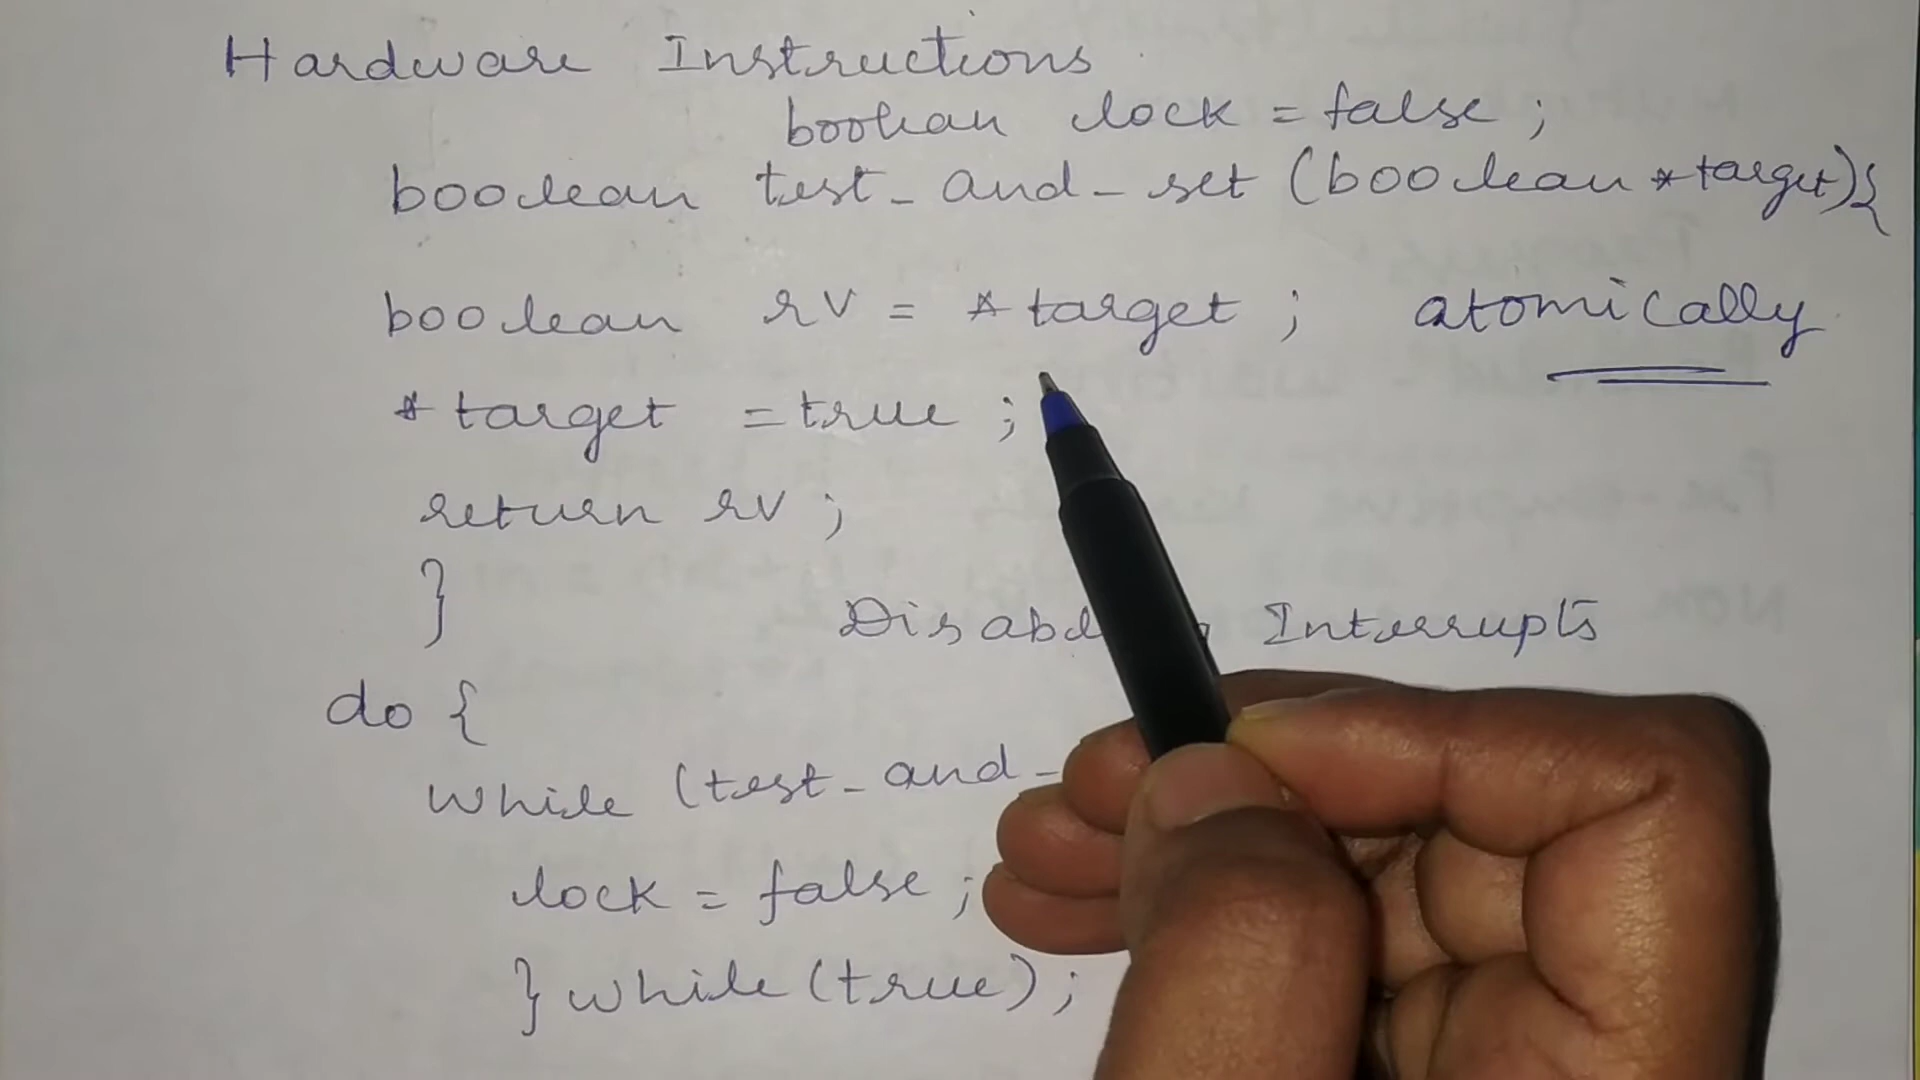 Hardware Instructions
boolean lock = false ;
boolean test_and_set (boolean *target){
boolean rv = *target ; atomically
*target = true ;
return rv ;
}
Interrupts
do {
while (test_and_
lock = false ;
} while (true) ;